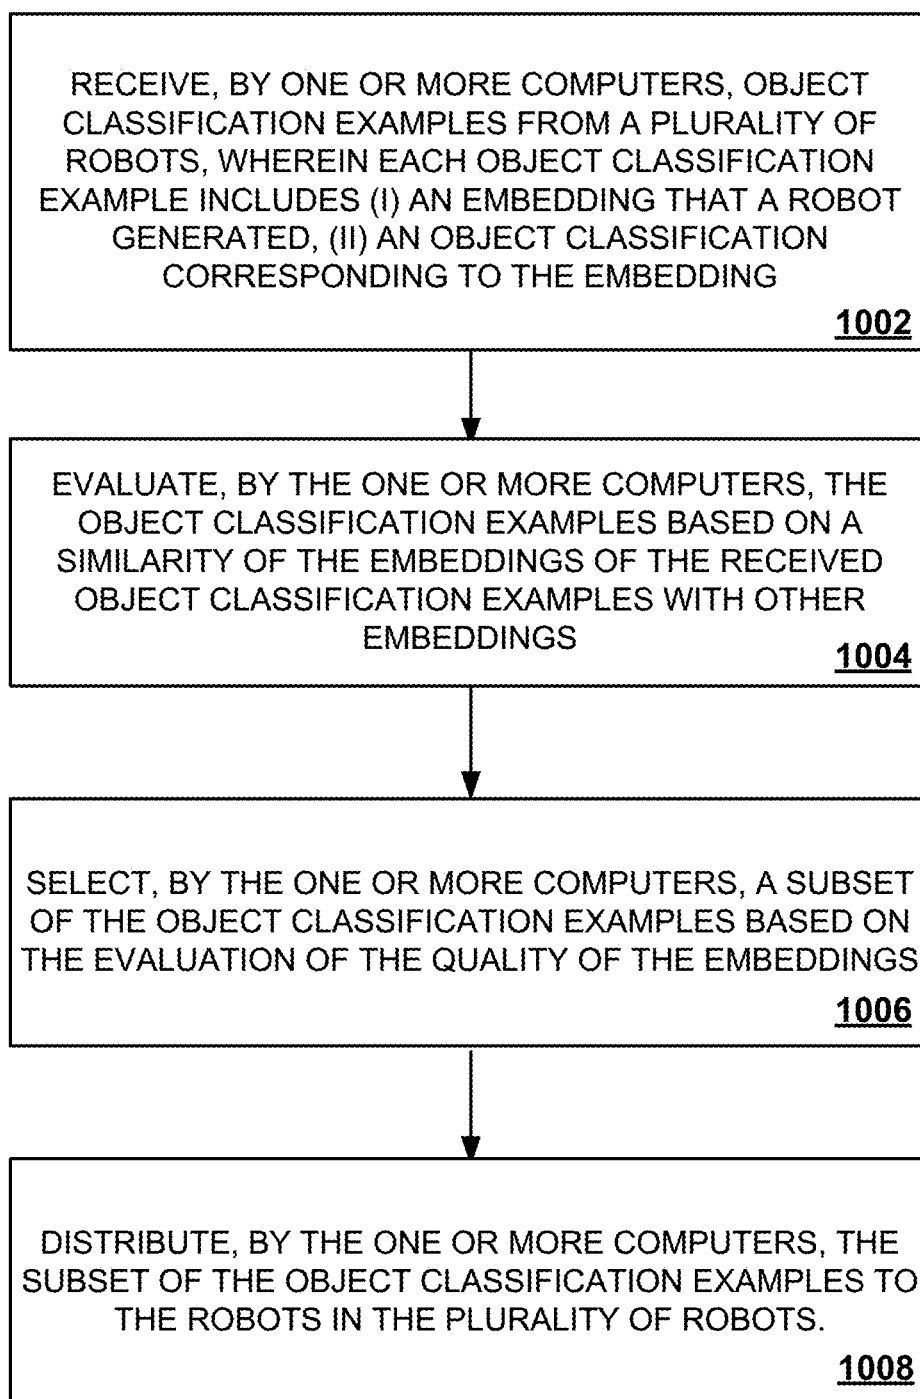 RECEIVE, BY ONE OR MORE COMPUTERS, OBJECT
CLASSIFICATION EXAMPLES FROM A PLURALITY OF
ROBOTS, WHEREIN EACH OBJECT CLASSIFICATION
EXAMPLE INCLUDES (I) AN EMBEDDING THAT A ROBOT
GENERATED, (II) AN OBJECT CLASSIFICATION
CORRESPONDING TO THE EMBEDDING
1002
EVALUATE, BY THE ONE OR MORE COMPUTERS, THE
OBJECT CLASSIFICATION EXAMPLES BASED ON A
SIMILARITY OF THE EMBEDDINGS OF THE RECEIVED
OBJECT CLASSIFICATION EXAMPLES WITH OTHER
EMBEDDINGS
1004
SELECT, BY THE ONE OR MORE COMPUTERS, A SUBSET
OF THE OBJECT CLASSIFICATION EXAMPLES BASED ON
THE EVALUATION OF THE QUALITY OF THE EMBEDDINGS
1006
DISTRIBUTE, BY THE ONE OR MORE COMPUTERS, THE
SUBSET OF THE OBJECT CLASSIFICATION EXAMPLES TO
THE ROBOTS IN THE PLURALITY OF ROBOTS.
1008